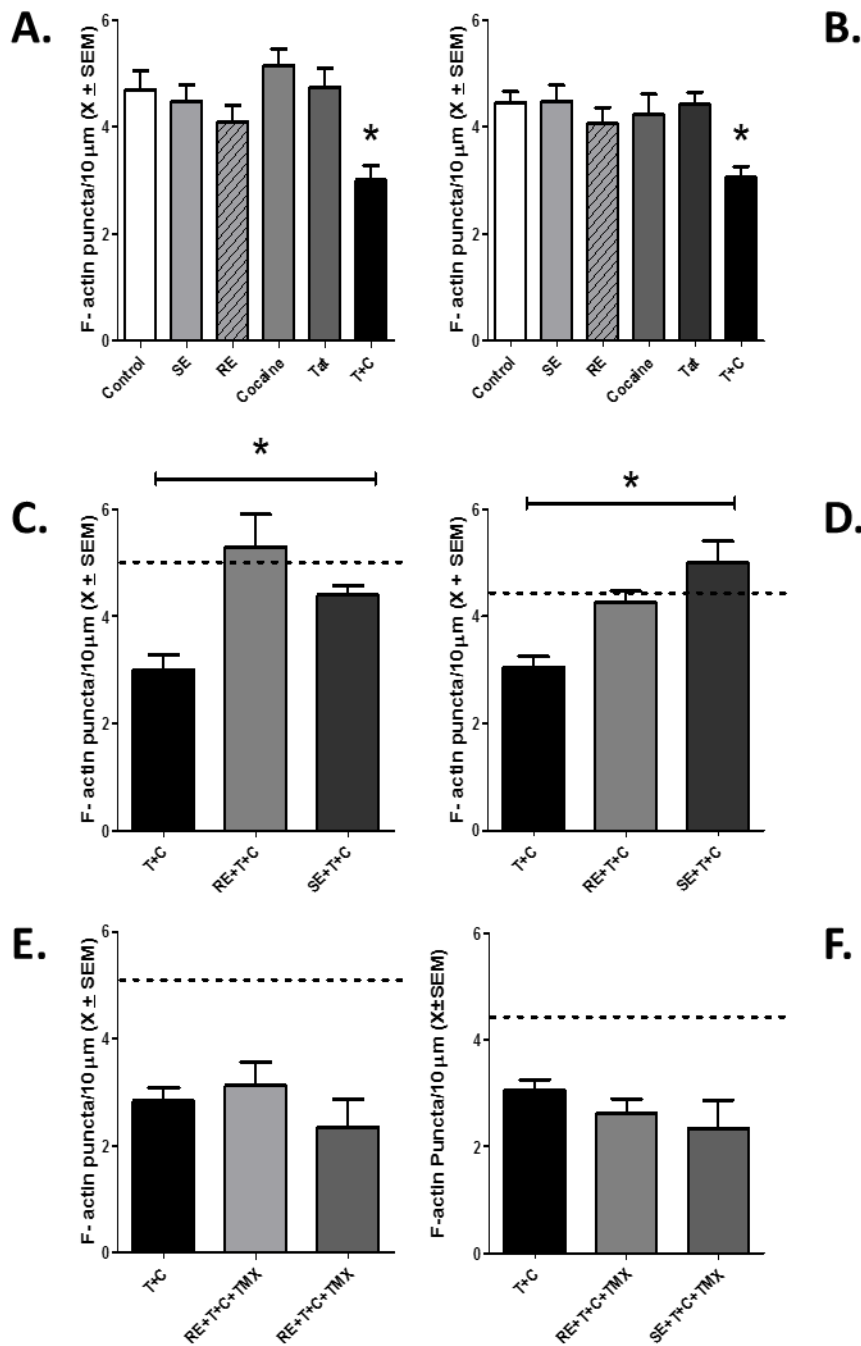 A.
F- actin puncta/10 μm (X ± SEM)
6
4
2
0
*
Control
SE
RE
Cocaine
Tat
T+C
B.
F- actin puncta/10 μm (X ± SEM)
6
4
2
0
*
Control
SE
RE
Cocaine
Tat
T+C
C.
F- actin puncta/10 μm (X ± SEM)
6
4
2
0
*
T+C
RE+T+C
SE+T+C
D.
F- actin puncta/10 μm (X + SEM)
6
4
2
0
*
T+C
RE+T+C
SE+T+C
E.
F- actin puncta/10 μm (X ± SEM)
6
4
2
0
T+C
RE+T+C+TMX
RE+T+C+TMX
F.
F-actin Puncta/10 μm (X±SEM)
6
4
2
0
T+C
RE+T+C+TMX
SE+T+C+TMX